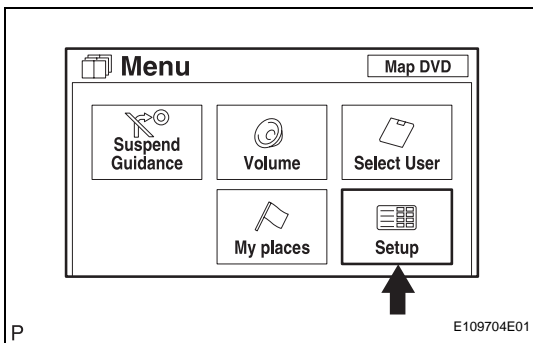 Menu
Map DVD
Suspend
Guidance
Volume
Select User
My places
Setup
P
E109704E01